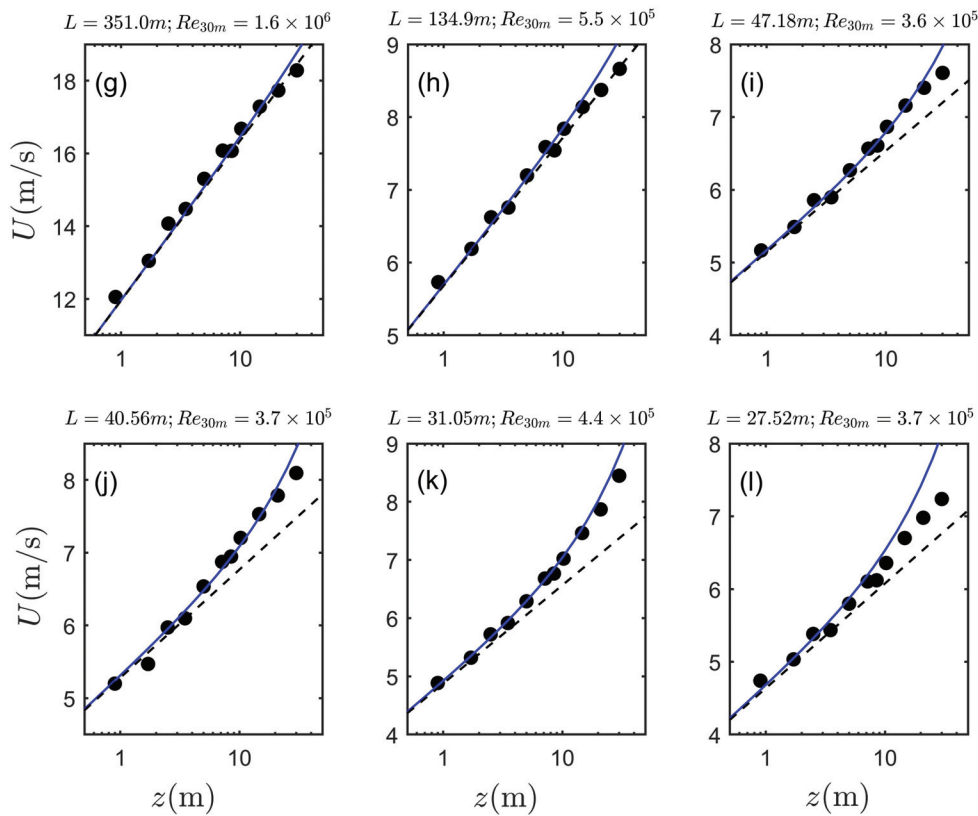 L = 351.0m; Re30m = 1.6 × 10^6
L = 134.9m; Re30m = 5.5 × 10^5
L = 47.18m; Re30m = 3.6 × 10^5
(g)
18
16
14
12
1
10
U(m/s)
(h)
9
8
7
6
5
1
10
(i)
8
7
6
5
4
1
10
L = 40.56m; Re30m = 3.7 × 10^5
L = 31.05m; Re30m = 4.4 × 10^5
L = 27.52m; Re30m = 3.7 × 10^5
(j)
8
7
6
5
1
10
U(m/s)
z(m)
(k)
9
8
7
6
5
4
1
10
z(m)
(l)
8
7
6
5
4
1
10
z(m)